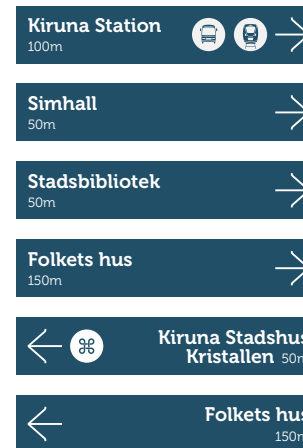 Kiruna Station
100m
Simhall
50m
Stadsbibliotek
50m
Folkets hus
150m
Kiruna Stadshus
Kristallen 50m
Folkets hus
150m